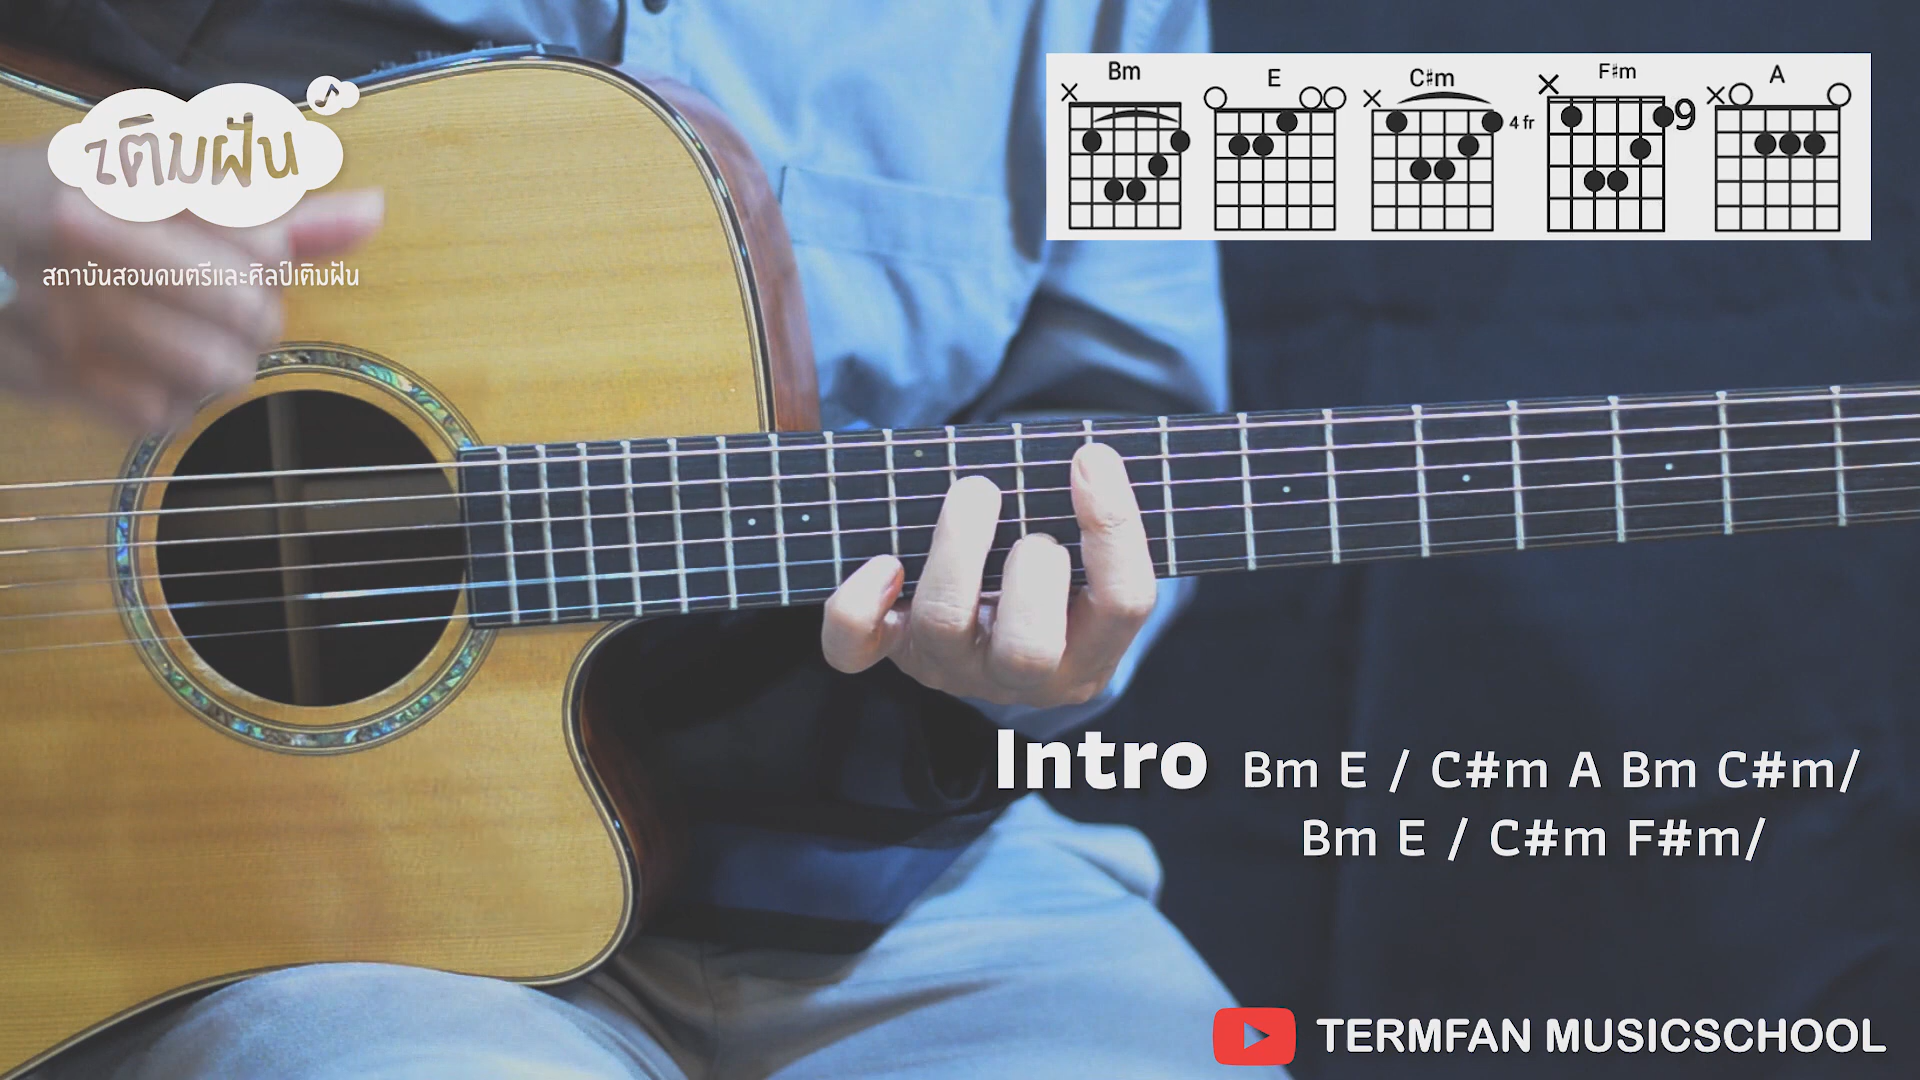 เติมฝัน
สถาบันสอนดนตรีและศิลป์เติมฝัน
Bm E C#m F#m A
4 fr
9
Intro Bm E / C#m A Bm C#m/
Bm E / C#m F#m/
TERMFAN MUSICSCHOOL